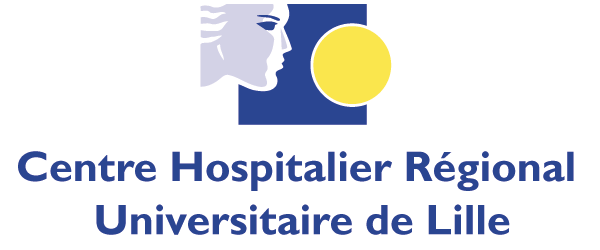 Centre Hospitalier Régional
Universitaire de Lille